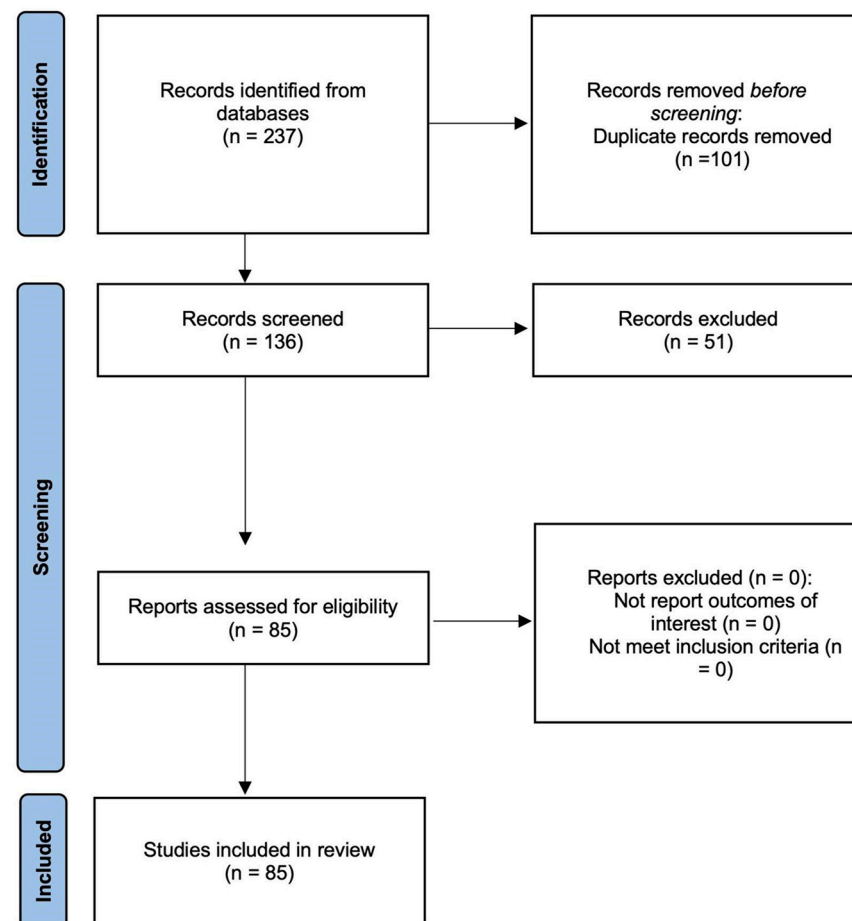 Identification
Records identified from
databases
(n = 237)
Records removed before
screening:
Duplicate records removed
(n =101)
Screening
Records screened
(n = 136)
Records excluded
(n = 51)
Reports assessed for eligibility
(n = 85)
Reports excluded (n = 0):
Not report outcomes of
interest (n = 0)
Not meet inclusion criteria (n
= 0)
Included
Studies included in review
(n = 85)